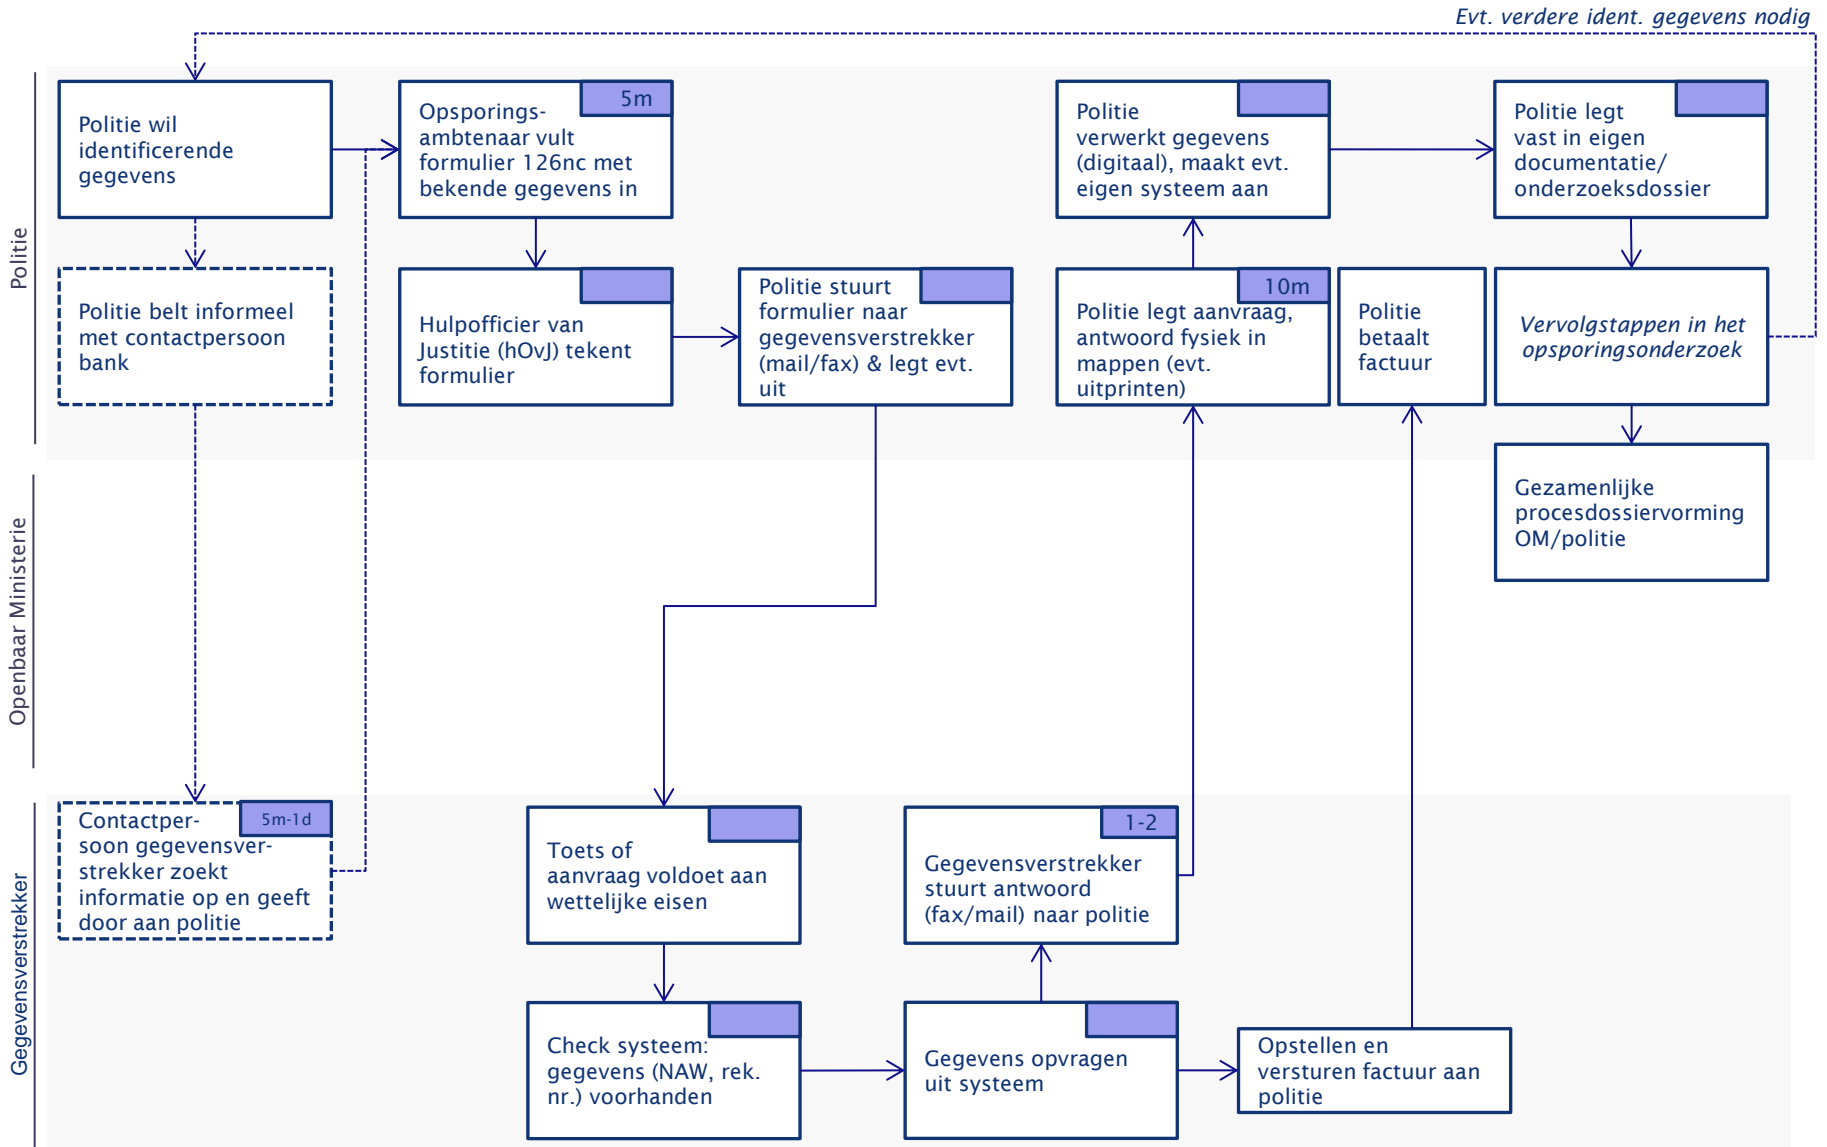 Evt. verdere ident. gegevens nodig
Politie
Politie wil
identificerende
gegevens
5m
Opsporings-
ambtenaar vult
formulier 126nc met
bekende gegevens in
Politie
verwerkt gegevens
(digitaal), maakt evt.
eigen systeem aan
Politie legt
vast in eigen
documentatie/
onderzoeksdossier
Politie belt informeel
met contactpersoon
bank
Hulpofficier van
Justitie (hOvJ) tekent
formulier
Politie stuurt
formulier naar
gegevensverstrekker
(mail/fax) & legt evt.
uit
10m
Politie legt aanvraag,
antwoord fysiek in
mappen (evt.
uitprinten)
Politie
betaalt
factuur
Vervolgstappen in het
opsporingsonderzoek
Openbaar Ministerie
Gezamenlijke
procesdossiervorming
OM/politie
Gegevensverstrekker
5m-1d
Contactper-
soon gegevensver-
strekker zoekt
informatie op en geeft
door aan politie
Toets of
aanvraag voldoet aan
wettelijke eisen
1-2
Gegevensverstrekker
stuurt antwoord
(fax/mail) naar politie
Check systeem:
gegevens (NAW, rek.
nr.) voorhanden
Gegevens opvragen
uit systeem
Opstellen en
versturen factuur aan
politie